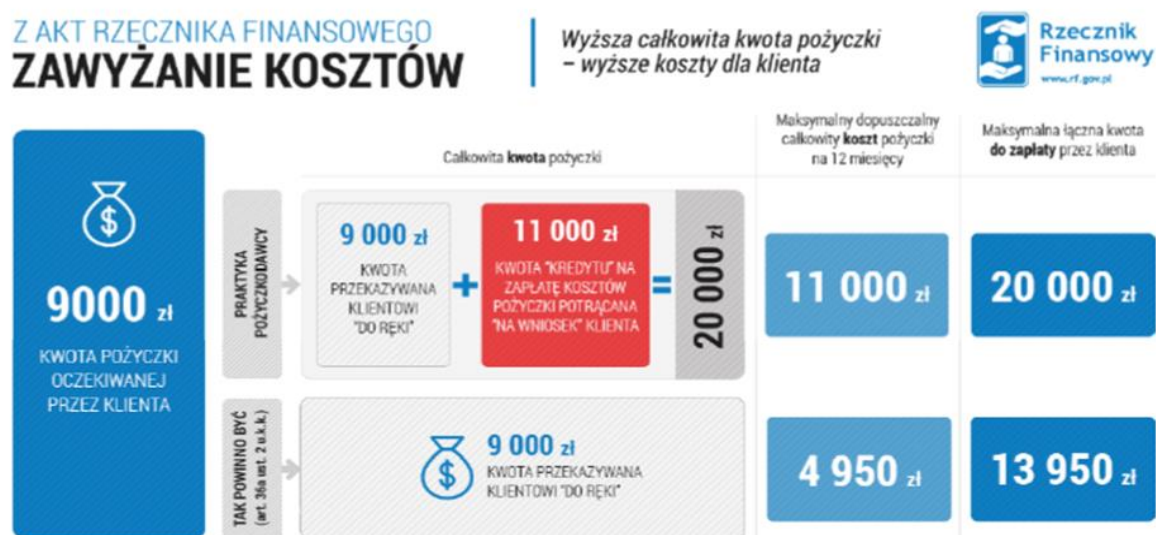 Z AKT RZECZNIKA FINANSOWEGO
ZAWYŻANIE KOSZTÓW
Wyższa całkowita kwota pożyczki
– wyższe koszty dla klienta
Rzecznik
Finansowy
www.rf.gov.pl
Całkowita kwota pożyczki
Maksymalny dopuszczalny
całkowity koszt pożyczki
na 12 miesięcy
Maksymalna łączna kwota
do zapłaty przez klienta
$
9000 zł
KWOTA POŻYCZKI
OCZEKIWANEJ
PRZEZ KLIENTA
PRAKTYKA
POŻYCZKODAWCY
9 000 zł
KWOTA
PRZEKAZYWANA
KLIENTOWI
"DO RĘKI"
+
11 000 zł
KWOTA "KREDYTU" NA
ZAPŁATĘ KOSZTÓW
POŻYCZKI POTRĄCANA
"NA WNIOSEK" KLIENTA
=
20 000 zł
11 000 zł
20 000 zł
TAK POWINNO BYĆ
(art. 36a ust. 2 u.k.k.)
$
9 000 zł
KWOTA PRZEKAZYWANA
KLIENTOWI "DO RĘKI"
4 950 zł
13 950 zł